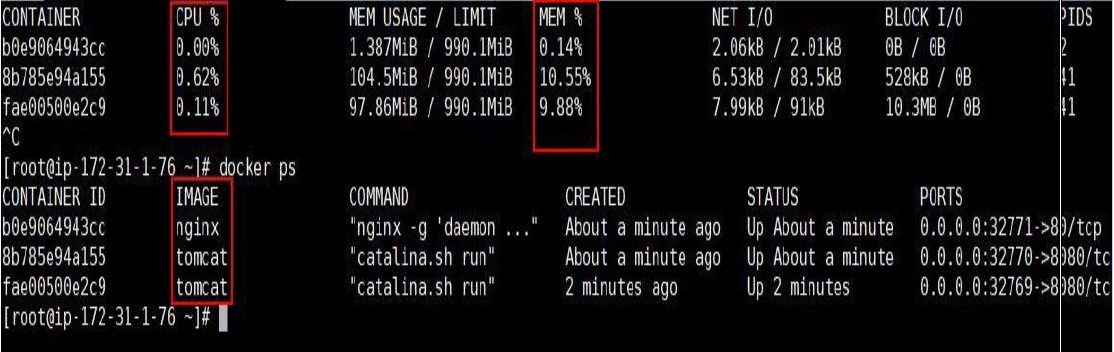 CONTAINER CPU % MEM USAGE / LIMIT MEM % NET I/O BLOCK I/O PIDS
b0e9064943cc 0.00% 1.387MiB / 990.1MiB 0.14% 2.06kB / 2.01kB 0B / 0B 2
8b785e94a155 0.62% 104.5MiB / 990.1MiB 10.55% 6.53kB / 83.5kB 528kB / 0B 41
fae00500e2c9 0.11% 97.86MiB / 990.1MiB 9.88% 7.99kB / 91kB 10.3MB / 0B 41
^C
[root@ip-172-31-1-76 ~]# docker ps
CONTAINER ID IMAGE COMMAND CREATED STATUS PORTS
b0e9064943cc nginx "nginx -g 'daemon ..." About a minute ago Up About a minute 0.0.0.0:32771->80/tcp
8b785e94a155 tomcat "catalina.sh run" About a minute ago Up About a minute 0.0.0.0:32770->8080/tc
fae00500e2c9 tomcat "catalina.sh run" 2 minutes ago Up 2 minutes 0.0.0.0:32769->8080/tc
[root@ip-172-31-1-76 ~]#